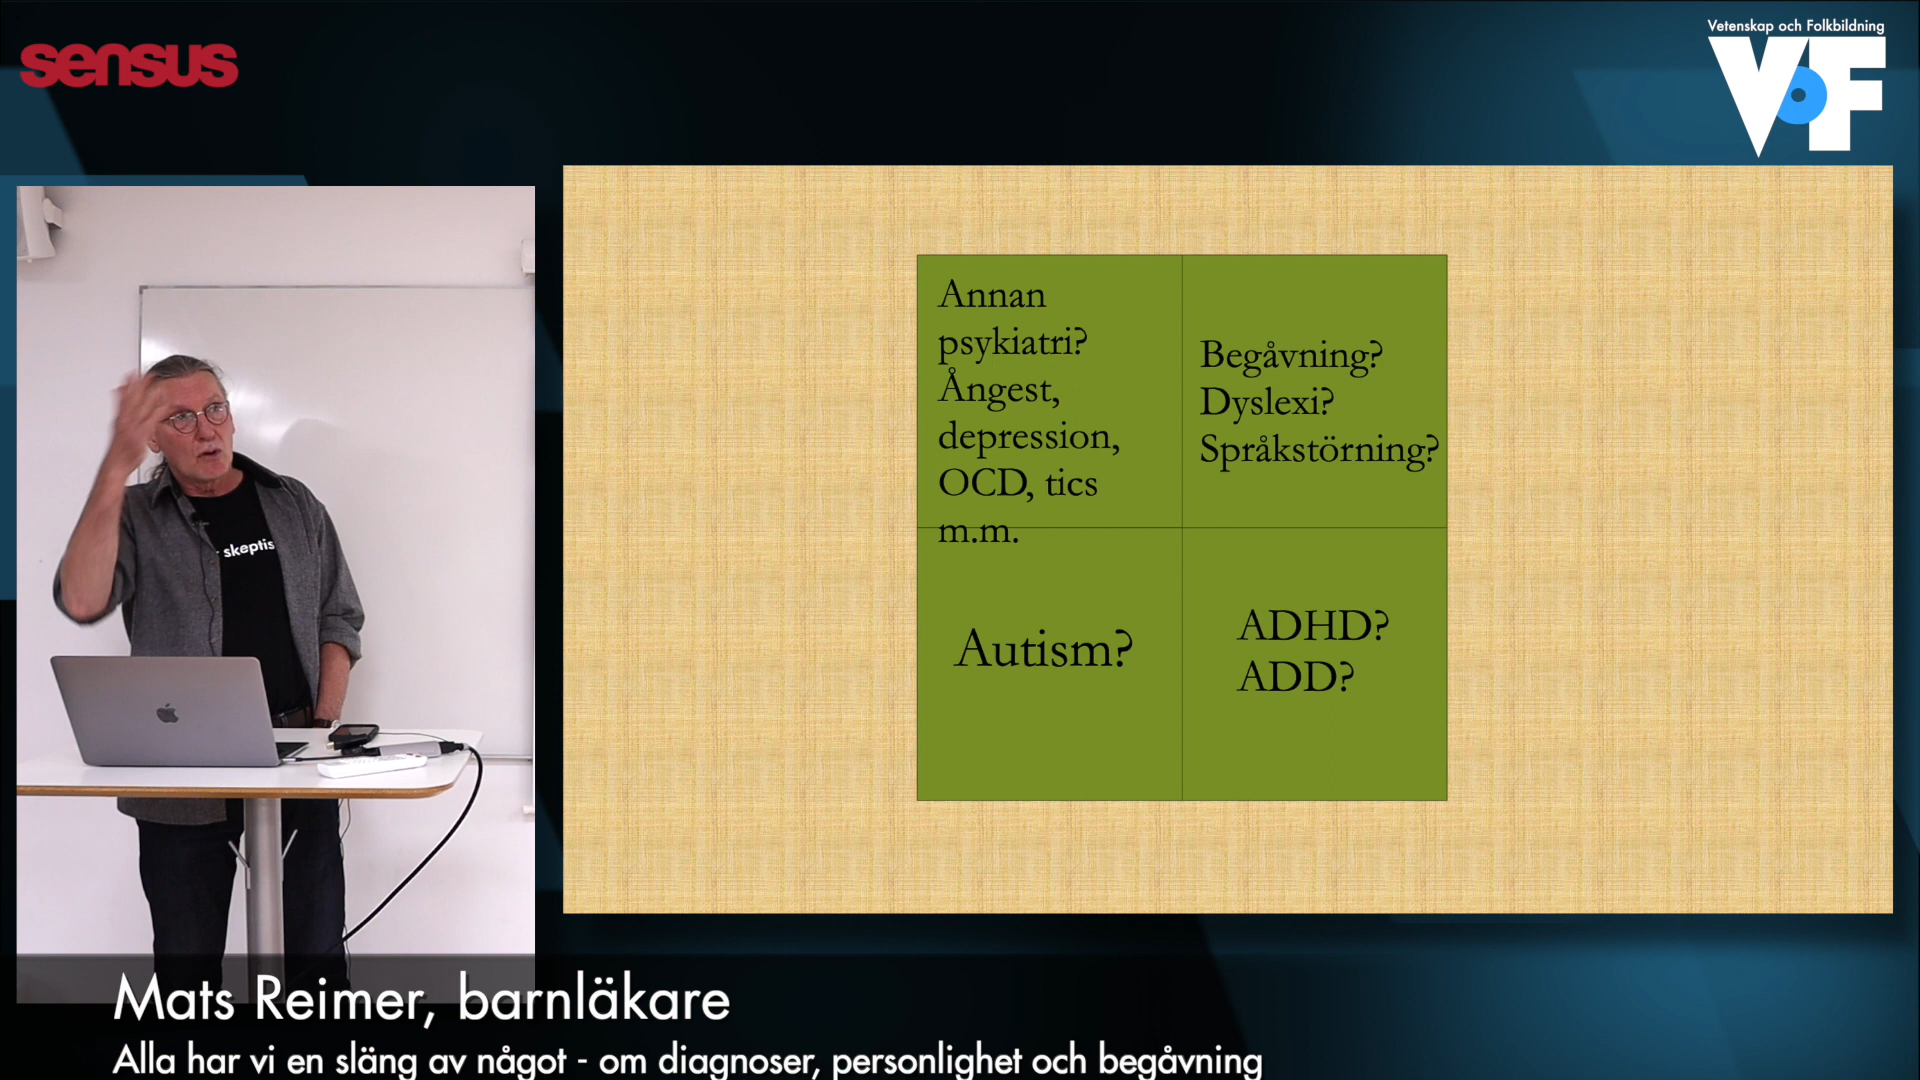 sensus
Vetenskap och Folkbildning
VoF
Annan
psykiatri?
Ångest,
depression,
OCD, tics
m.m.
Begåvning?
Dyslexi?
Språkstörning?
Autism?
ADHD?
ADD?
skeptis
Mats Reimer, barnläkare
Alla har vi en släng av något - om diagnoser, personlighet och begåvning